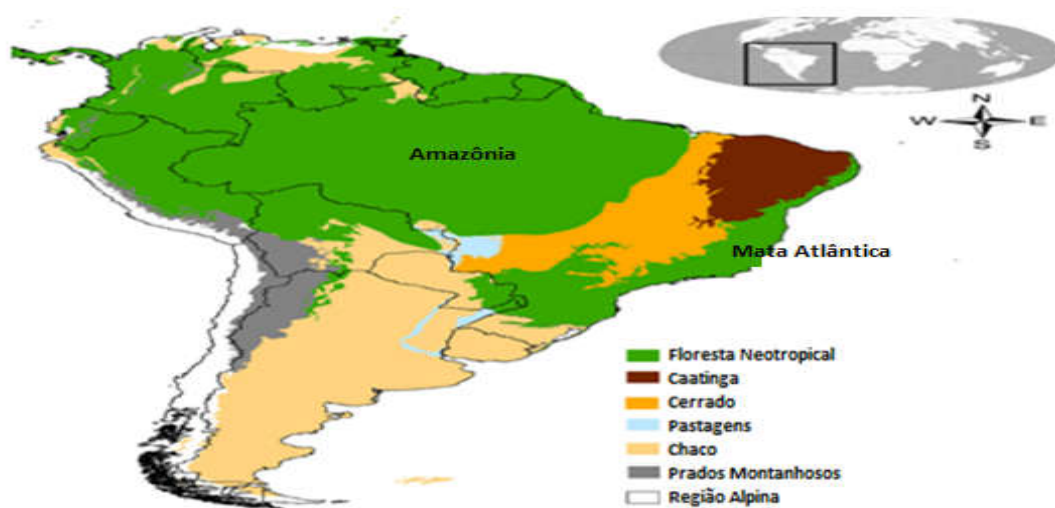 N
W E
S
Amazônia
Mata Atlântica
Floresta Neotropical
Caatinga
Cerrado
Pastagens
Chaco
Prados Montanhosos
Região Alpina